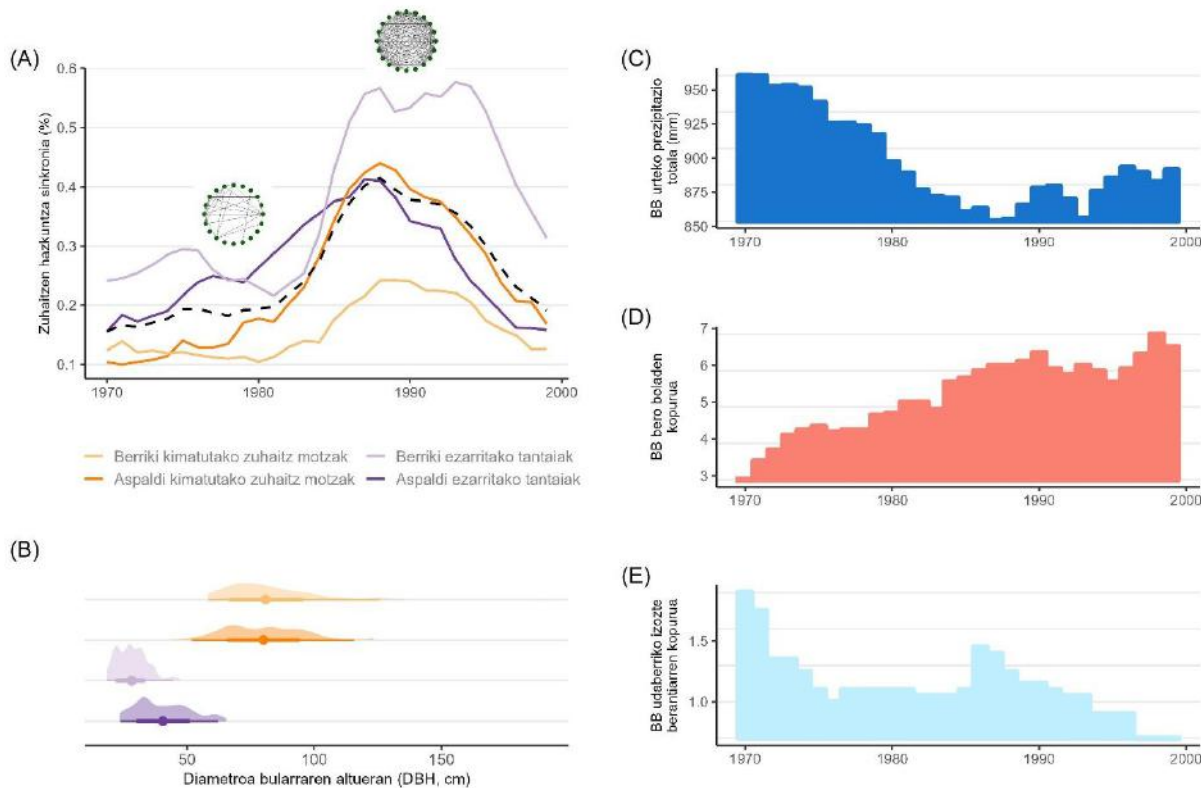 (A)
Zuhaitzen hazkuntza sinkronia (%)
0.6
0.5
0.4
0.3
0.2
0.1
1970 1980 1990 2000
Berriki kimatutako zuhaitz motzak
Aspaldi kimatutako zuhaitz motzak
Berriki ezarritako tantaiak
Aspaldi ezarritako tantaiak
(B)
50 100 150
Diametroa bularraren altueran (DBH, cm)
(C)
BB urteko prezipitazio
totala (mm)
950
925
900
875
850
1970 1980 1990 2000
(D)
BB bero boladen
kopurua
7
6
5
4
3
1970 1980 1990 2000
(E)
BB udaberriko izozte
berantiarren kopurua
1.5
1.0
1970 1980 1990 2000